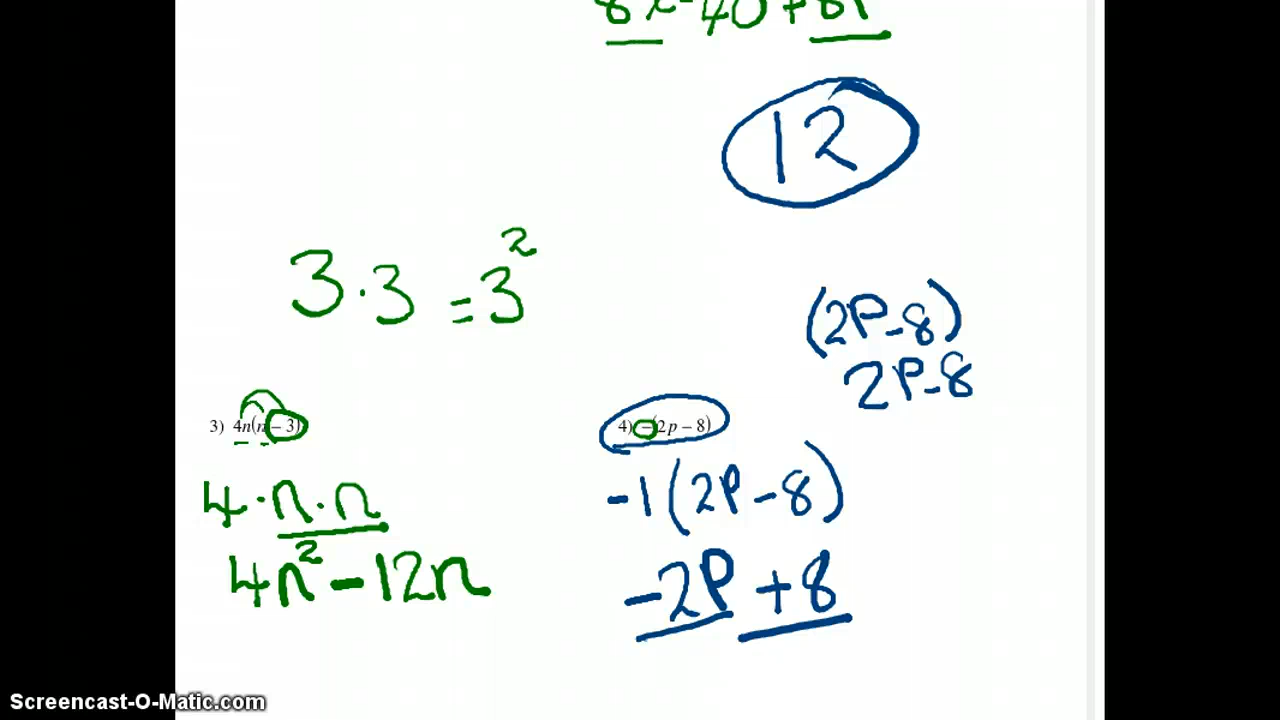 12
3·3 = 3²
(2P-8)
2P-8
3) 4n(n − 3)
4·n·n
4n² - 12n
4) −(2p − 8)
-1(2P-8)
-2P +8
Screencast-O-Matic.com